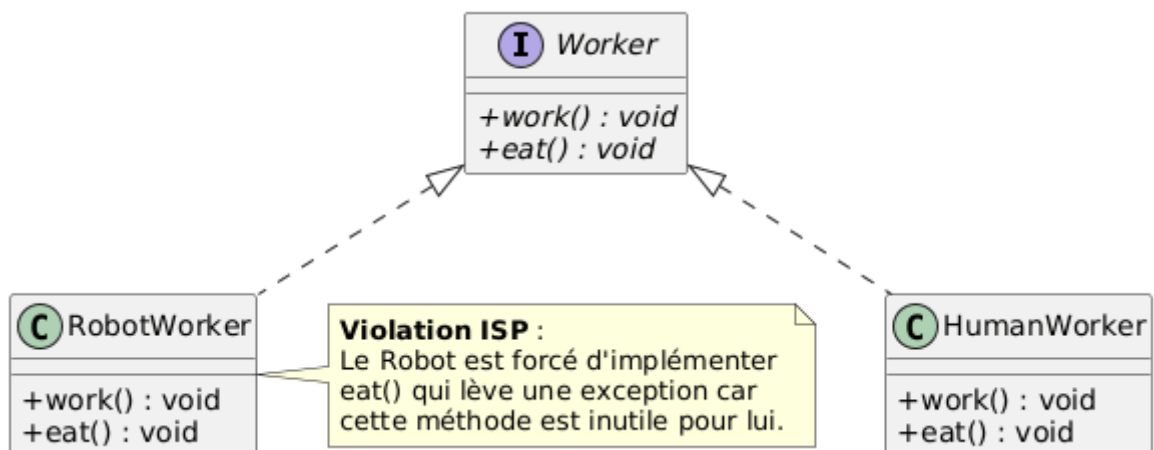 I Worker
+work() : void
+eat() : void
C RobotWorker
+work() : void
+eat() : void
Violation ISP :
Le Robot est forcé d'implémenter
eat() qui lève une exception car
cette méthode est inutile pour lui.
C HumanWorker
+work() : void
+eat() : void